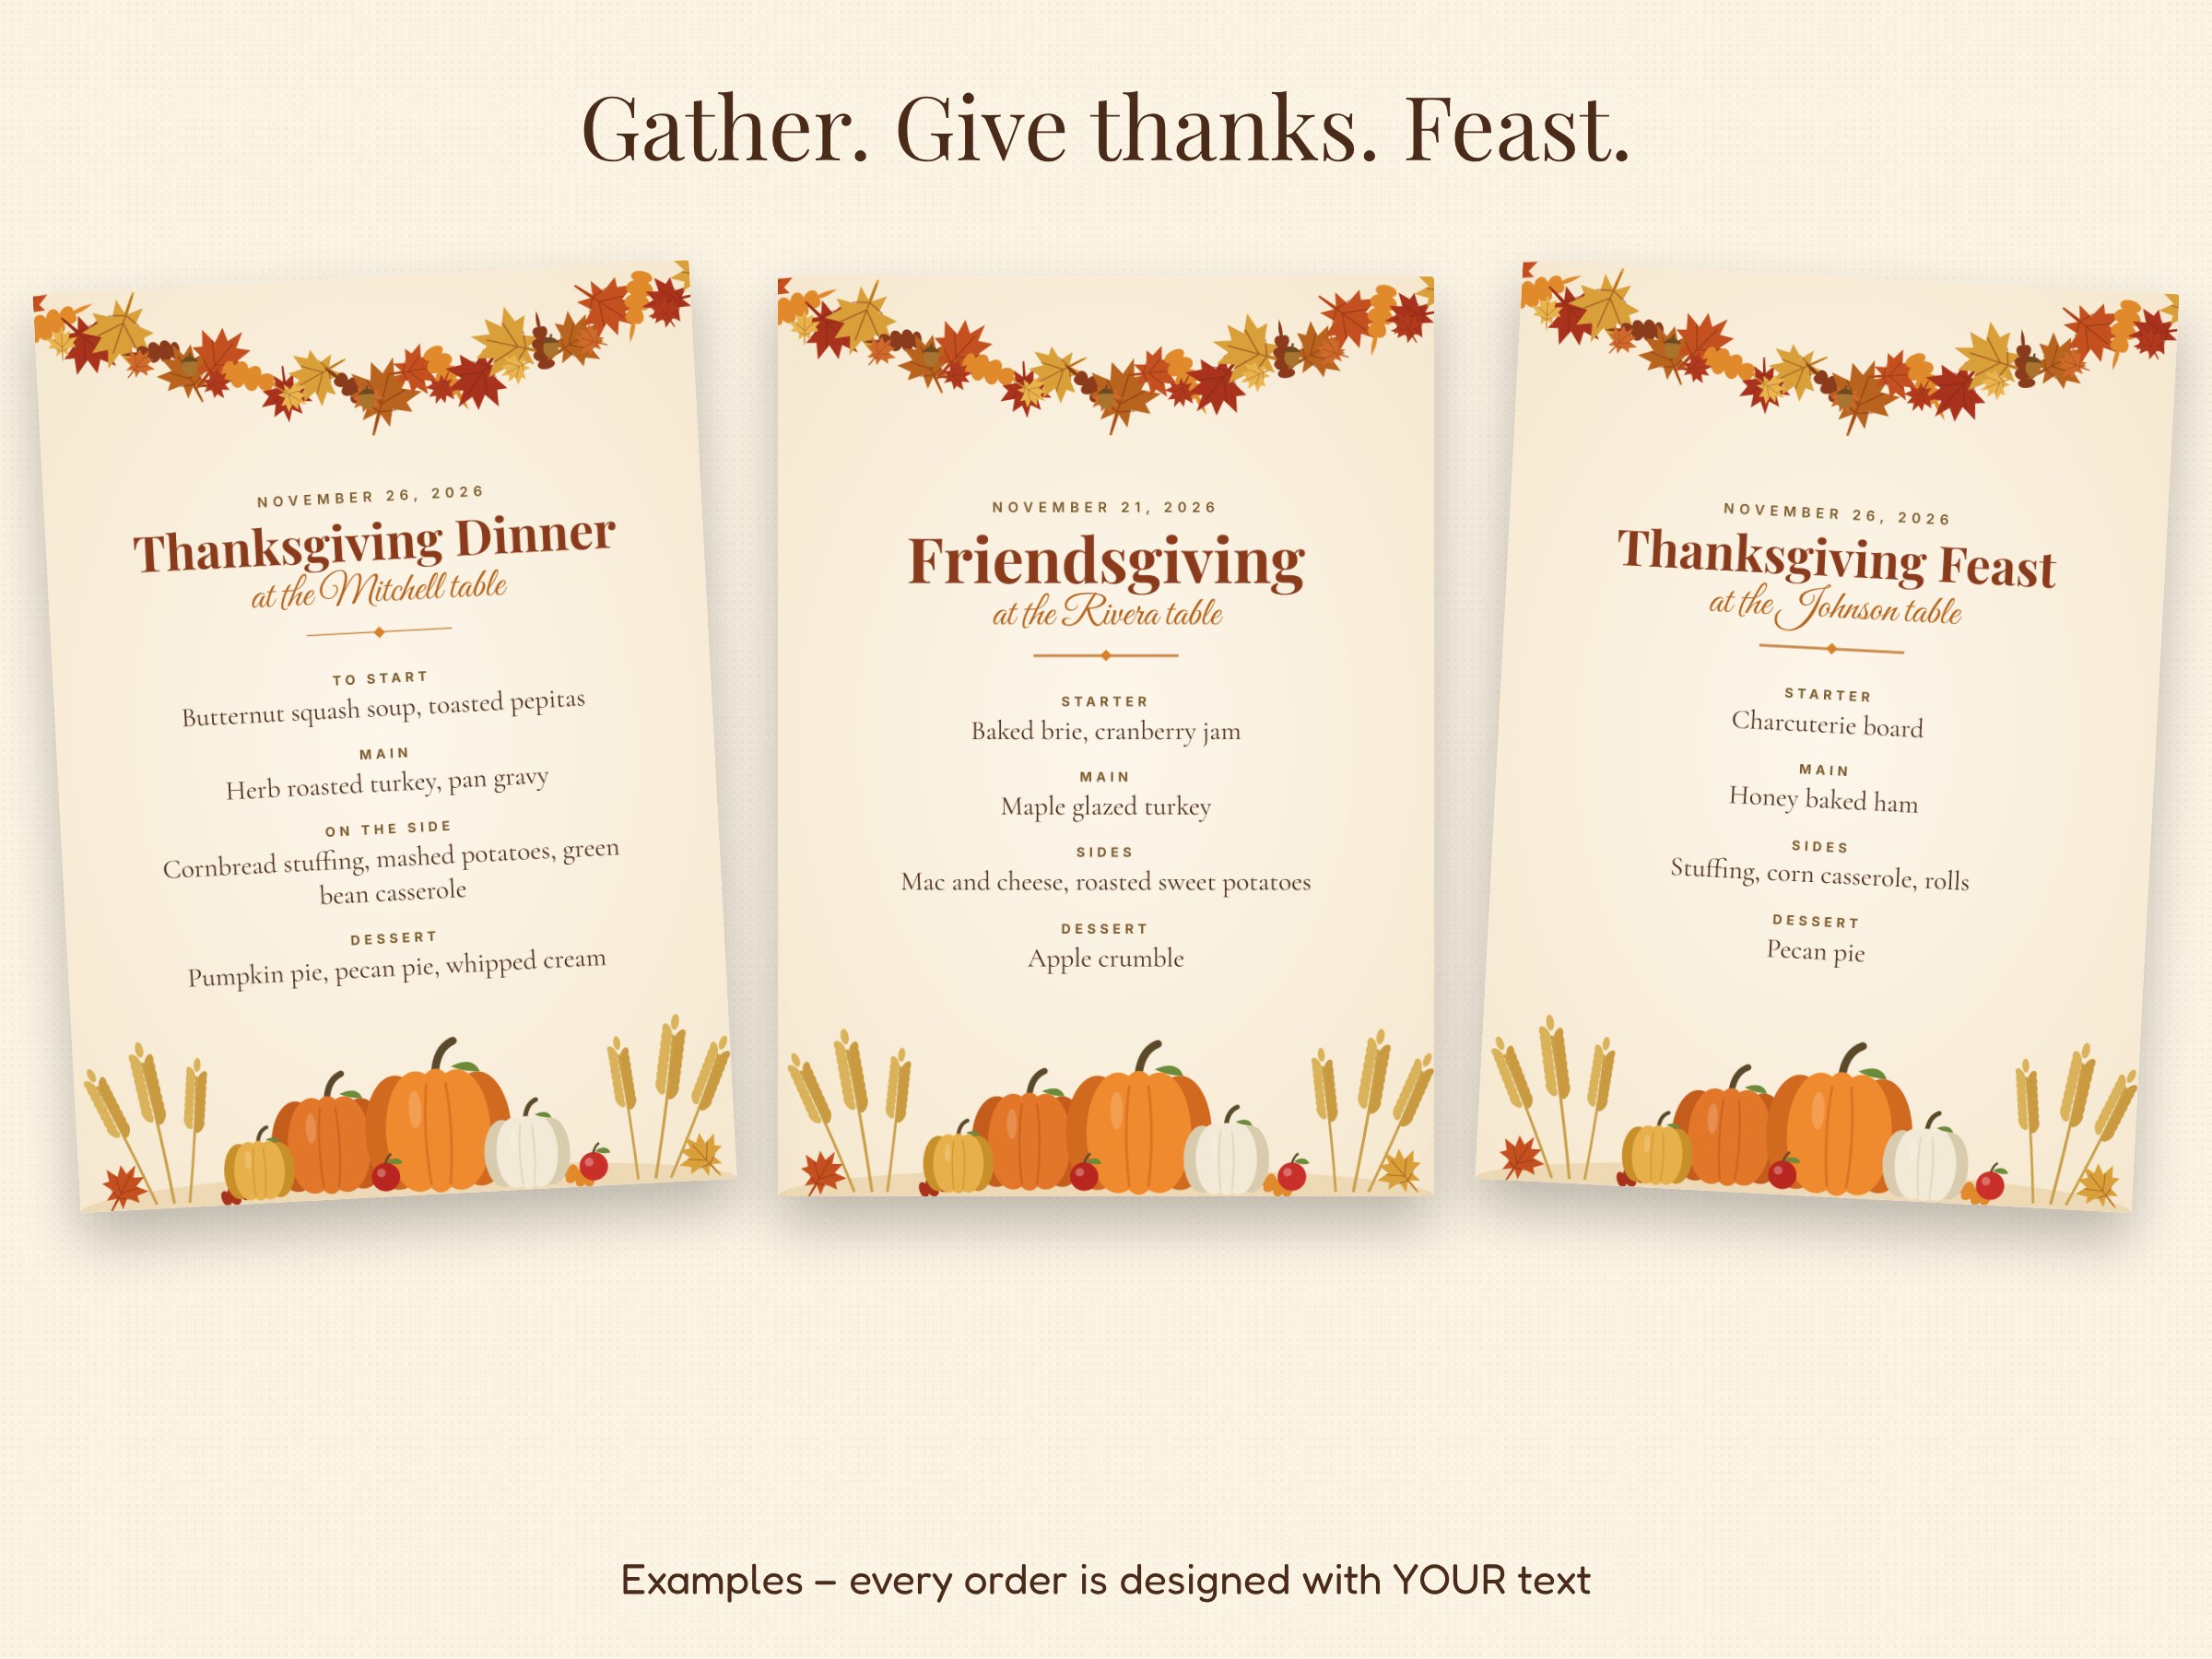 Gather. Give thanks. Feast.
NOVEMBER 26, 2026
Thanksgiving Dinner
at the Mitchell table
TO START
Butternut squash soup, toasted pepitas
MAIN
Herb roasted turkey, pan gravy
ON THE SIDE
Cornbread stuffing, mashed potatoes, green
bean casserole
DESSERT
Pumpkin pie, pecan pie, whipped cream
NOVEMBER 21, 2026
Friendsgiving
at the Rivera table
STARTER
Baked brie, cranberry jam
MAIN
Maple glazed turkey
SIDES
Mac and cheese, roasted sweet potatoes
DESSERT
Apple crumble
NOVEMBER 26, 2026
Thanksgiving Feast
at the Johnson table
STARTER
Charcuterie board
MAIN
Honey baked ham
SIDES
Stuffing, corn casserole, rolls
DESSERT
Pecan pie
Examples – every order is designed with YOUR text